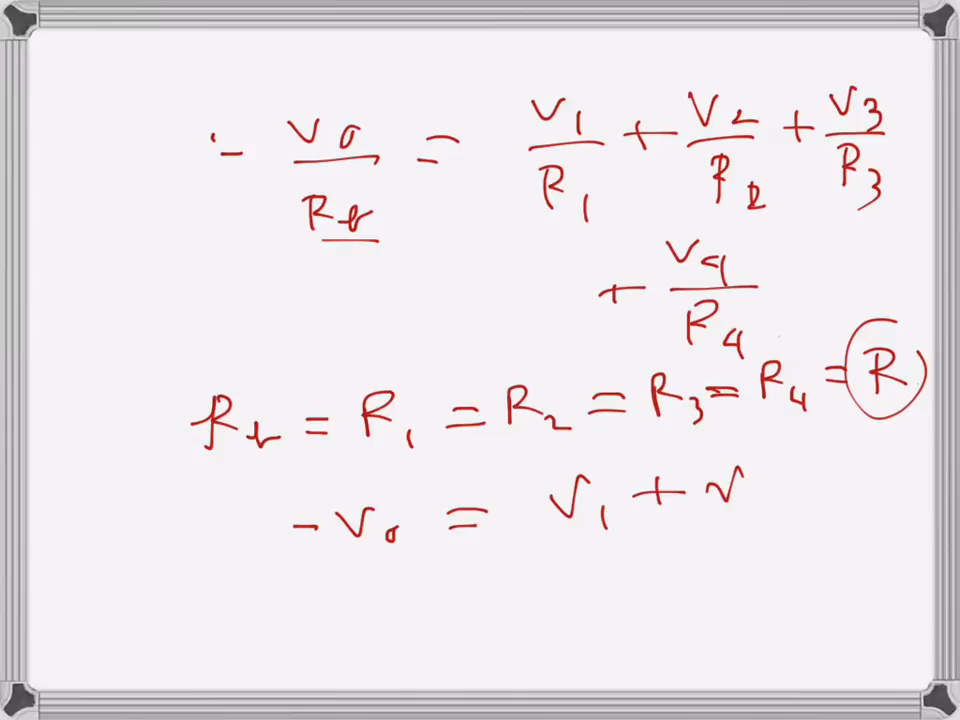 - Vo/Rf = V1/R1 + V2/R2 + V3/R3
+ V4/R4
Rf = R1 = R2 = R3 = R4 = R
- Vo = V1 + V